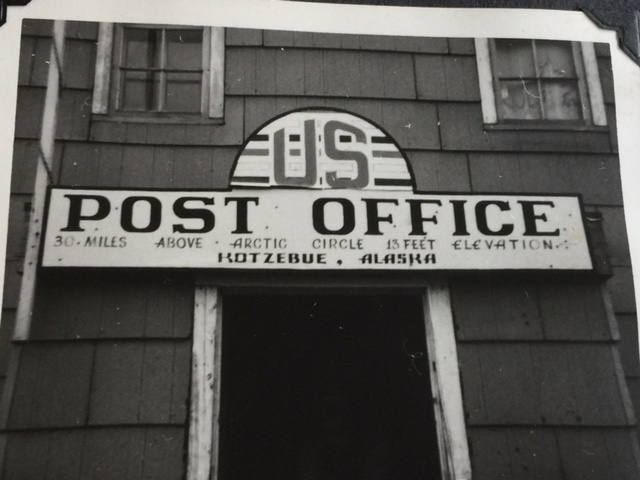 US
POST OFFICE
30 MILES ABOVE ARCTIC CIRCLE 13 FEET ELEVATION
KOTZEBUE, ALASKA